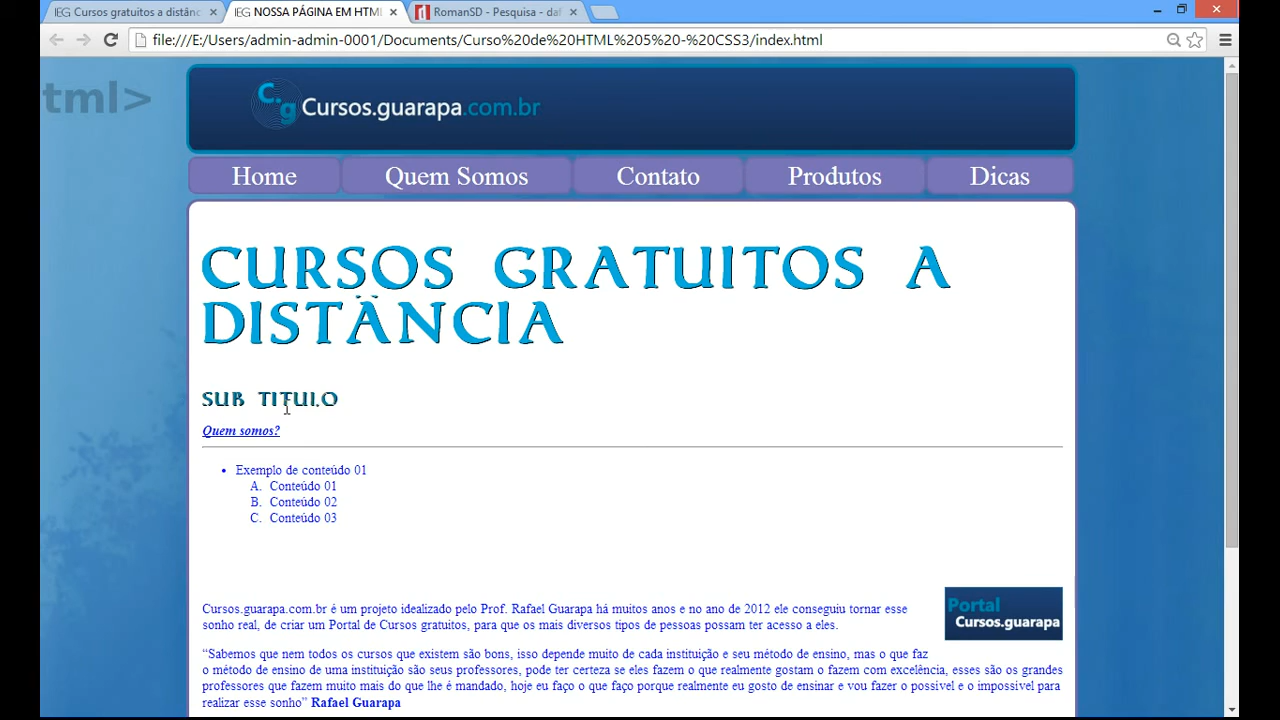 IEG Cursos gratuitos a distânc
IEG NOSSA PÁGINA EM HTML
RomanSD - Pesquisa - daf
file:///E:/Users/admin-admin-0001/Documents/Curso%20de%20HTML%205%20-%20CSS3/index.html
tml>
C.g Cursos.guarapa.com.br
Home Quem Somos Contato Produtos Dicas
CURSOS GRATUITOS A
DISTÂNCIA
SUB TITULO
Quem somos?
• Exemplo de conteúdo 01
A. Conteúdo 01
B. Conteúdo 02
C. Conteúdo 03
Portal
Cursos.guarapa
Cursos.guarapa.com.br é um projeto idealizado pelo Prof. Rafael Guarapa há muitos anos e no ano de 2012 ele conseguiu tornar esse
sonho real, de criar um Portal de Cursos gratuitos, para que os mais diversos tipos de pessoas possam ter acesso a eles.
“Sabemos que nem todos os cursos que existem são bons, isso depende muito de cada instituição e seu método de ensino, mas o que faz
o método de ensino de uma instituição são seus professores, pode ter certeza se eles fazem o que realmente gostam o fazem com excelência, esses são os grandes
professores que fazem muito mais do que lhe é mandado, hoje eu faço o que faço porque realmente eu gosto de ensinar e vou fazer o possivel e o impossivel para
realizar esse sonho” Rafael Guarapa